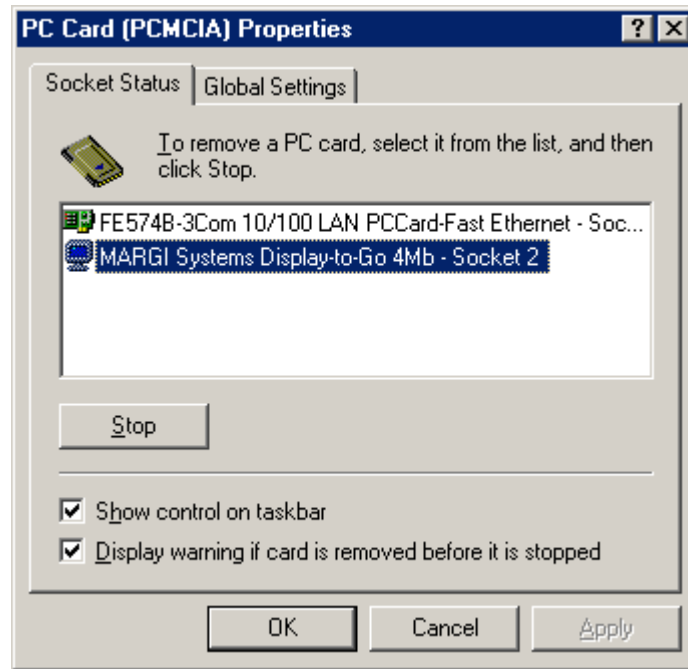 PC Card (PCMCIA) Properties
Socket Status
Global Settings
To remove a PC card, select it from the list, and then
click Stop.
FE574B-3Com 10/100 LAN PCCard-Fast Ethernet - Soc...
MARGI Systems Display-to-Go 4Mb - Socket 2
Stop
Show control on taskbar
Display warning if card is removed before it is stopped
OK
Cancel
Apply